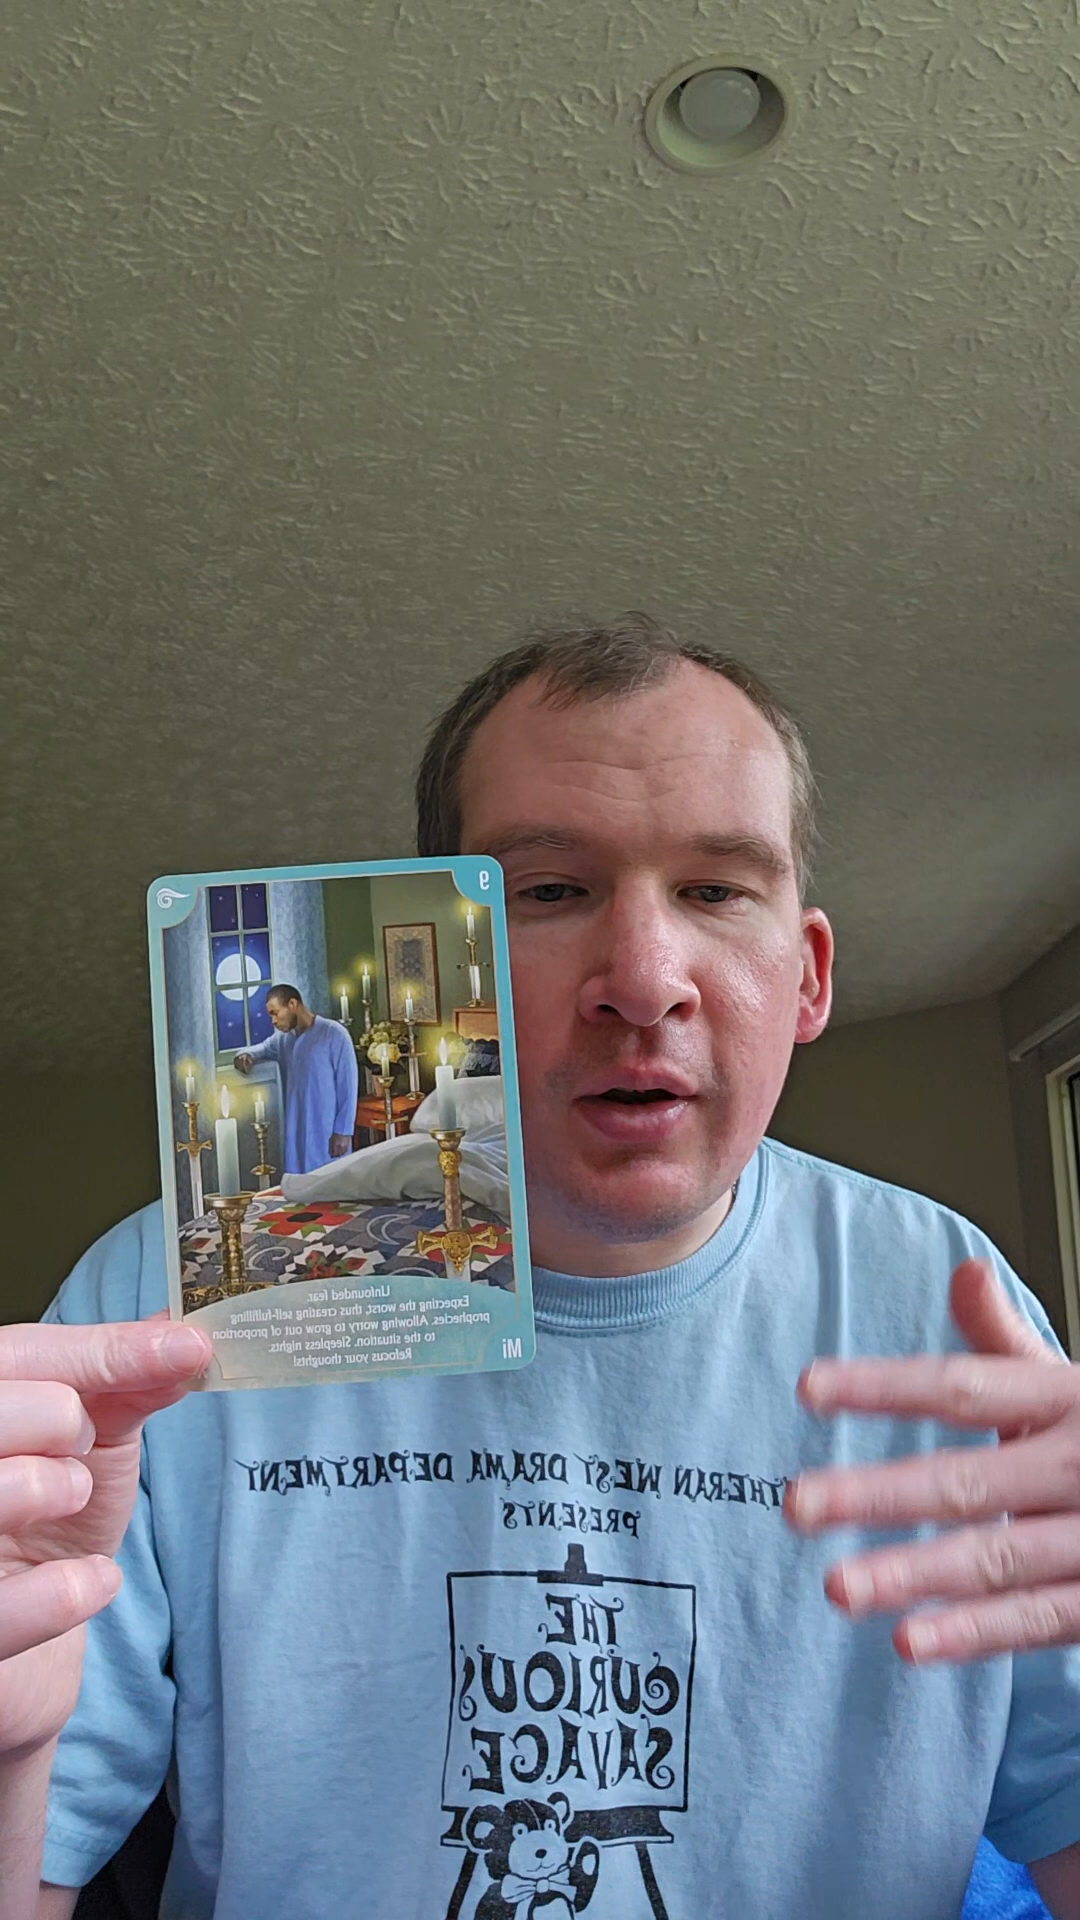 9
Unfounded fear.
Expecting the worst, thus creating self-fulfilling
prophecies. Allowing worry to grow out of proportion
to the situation. Sleepless nights.
Refocus your thoughts!
Mi
THERAN WEST DRAMA DEPARTMENT
PRESENTS
THE
CURIOUS
SAVAGE